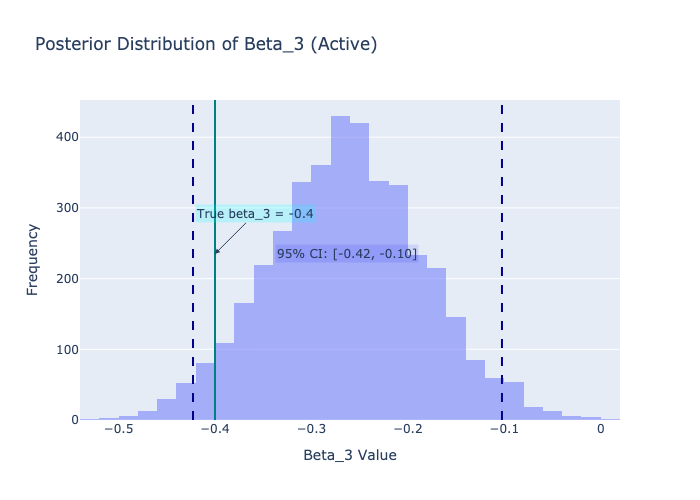 Posterior Distribution of Beta_3 (Active)
400
300
200
100
0
Frequency
True beta_3 = -0.4
95% CI: [-0.42, -0.10]
−0.5
−0.4
−0.3
−0.2
−0.1
0
Beta_3 Value